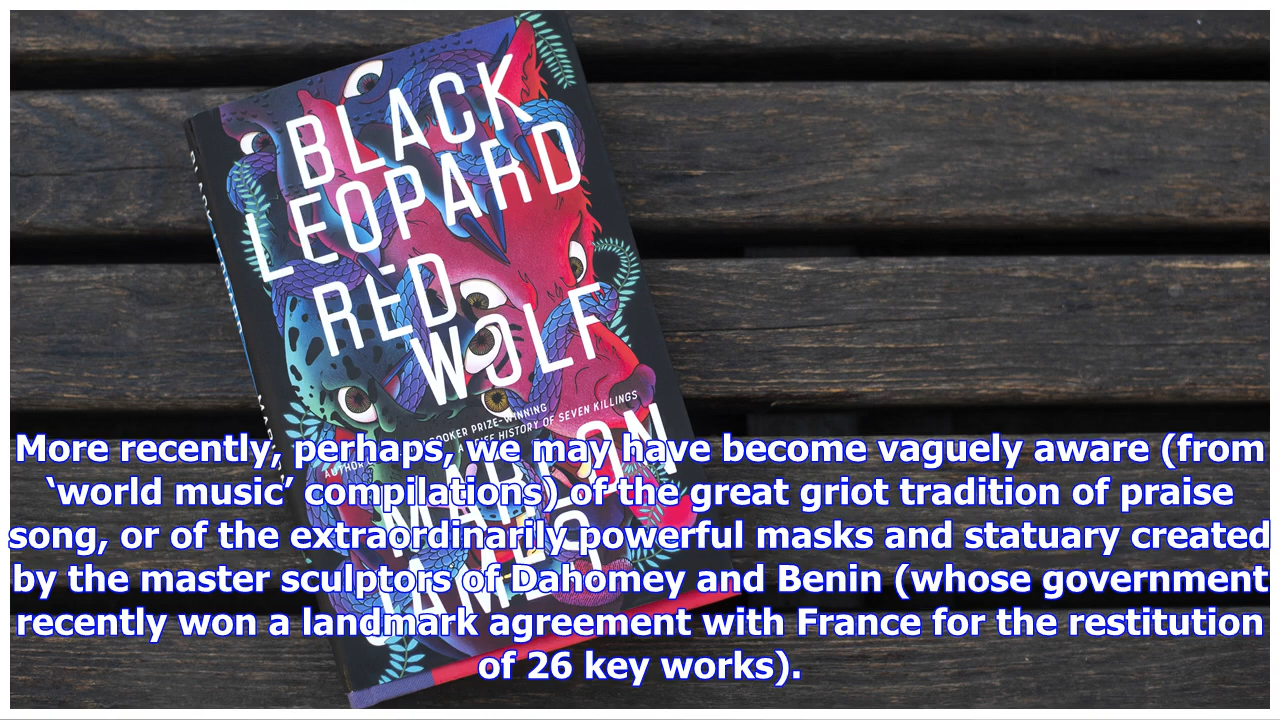 BLACK
LEOPARD
RED
WOLF
PRIZE-WINNING
HISTORY OF SEVEN KILLINGS
MARLON
JAMES
More recently, perhaps, we may have become vaguely aware (from
‘world music’ compilations) of the great griot tradition of praise
song, or of the extraordinarily powerful masks and statuary created
by the master sculptors of Dahomey and Benin (whose government
recently won a landmark agreement with France for the restitution
of 26 key works).